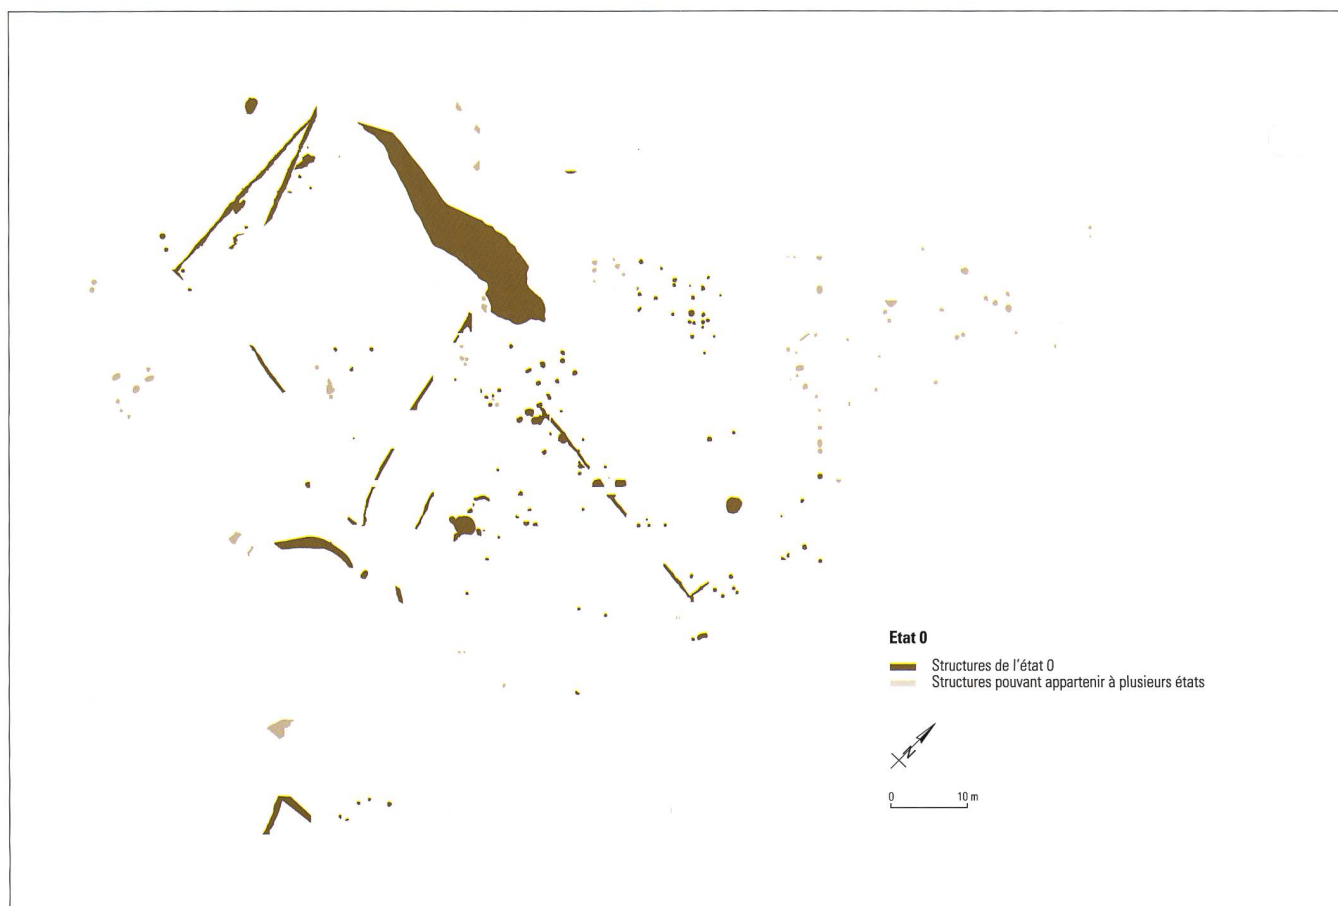 Etat 0
Structures de l'état 0
Structures pouvant appartenir à plusieurs états
N
0 10 m